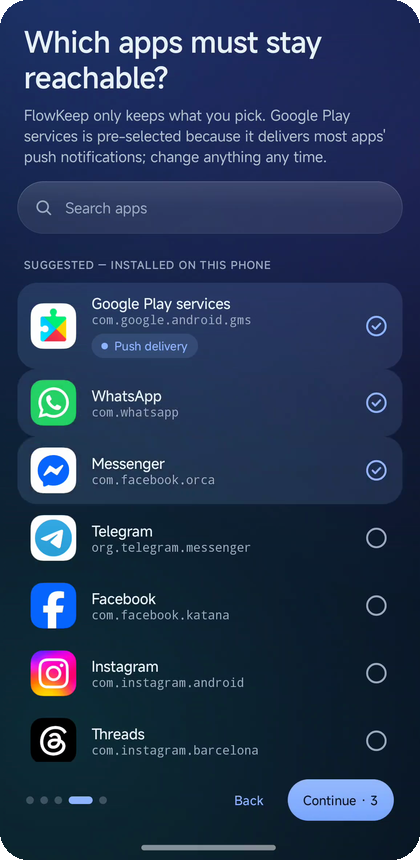 Which apps must stay
reachable?
FlowKeep only keeps what you pick. Google Play
services is pre-selected because it delivers most apps'
push notifications; change anything any time.
Search apps
SUGGESTED — INSTALLED ON THIS PHONE
Google Play services
com.google.android.gms
Push delivery
WhatsApp
com.whatsapp
Messenger
com.facebook.orca
Telegram
org.telegram.messenger
Facebook
com.facebook.katana
Instagram
com.instagram.android
Threads
com.instagram.barcelona
Back
Continue · 3